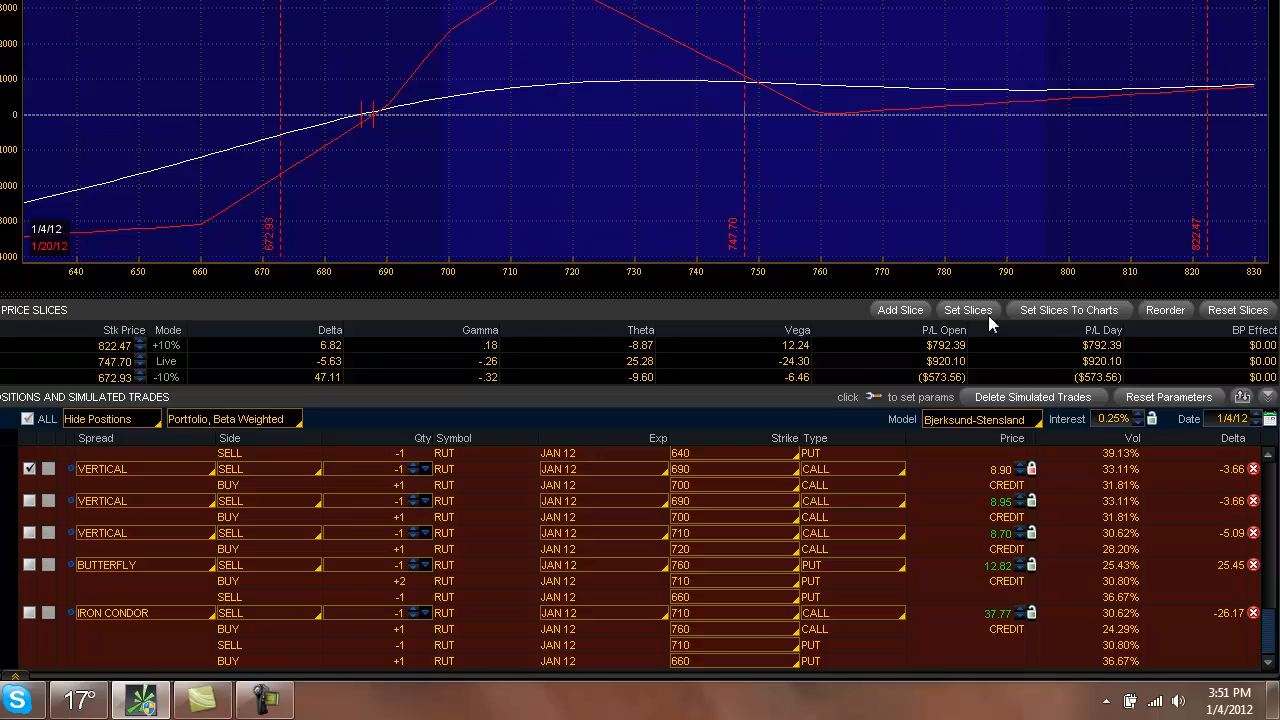 3000
2000
1000
0
1000
2000
3000
4000
1/4/12
1/20/12
672.93
747.70
822.47
640 650 660 670 680 690 700 710 720 730 740 750 760 770 780 790 800 810 820 830
PRICE SLICES Add Slice Set Slices Set Slices To Charts Reorder Reset Slices
Stk Price Mode Delta Gamma Theta Vega P/L Open P/L Day BP Effect
822.47 +10% 6.82 .18 -8.87 12.24 $792.39 $792.39 $0.00
747.70 Live -5.63 -.26 25.28 -24.30 $920.10 $920.10 $0.00
672.93 -10% 47.11 -.32 -9.60 -6.46 ($573.56) ($573.56) $0.00
OSITIONS AND SIMULATED TRADES click to set params Delete Simulated Trades Reset Parameters
ALL Hide Positions Portfolio, Beta Weighted Model Bjerksund-Stensland Interest 0.25% Date 1/4/12
Spread Side Qty Symbol Exp Strike Type Price Vol Delta
SELL -1 RUT JAN 12 640 PUT 39.13%
VERTICAL SELL -1 RUT JAN 12 690 CALL 8.90 33.11% -3.66
BUY +1 RUT JAN 12 700 CALL CREDIT 31.81%
VERTICAL SELL -1 RUT JAN 12 690 CALL 8.95 33.11% -3.66
BUY +1 RUT JAN 12 700 CALL CREDIT 31.81%
VERTICAL SELL -1 RUT JAN 12 710 CALL 8.70 30.62% -5.09
BUY +1 RUT JAN 12 720 CALL CREDIT 28.20%
BUTTERFLY SELL -1 RUT JAN 12 760 PUT 12.82 25.43% 25.45
BUY +2 RUT JAN 12 710 PUT CREDIT 30.80%
SELL -1 RUT JAN 12 660 PUT 36.67%
IRON CONDOR SELL -1 RUT JAN 12 710 CALL 37.77 30.62% -26.17
BUY +1 RUT JAN 12 760 CALL CREDIT 24.29%
SELL -1 RUT JAN 12 710 PUT 30.80%
BUY +1 RUT JAN 12 660 PUT 36.67%
17°
3:51 PM
1/4/2012